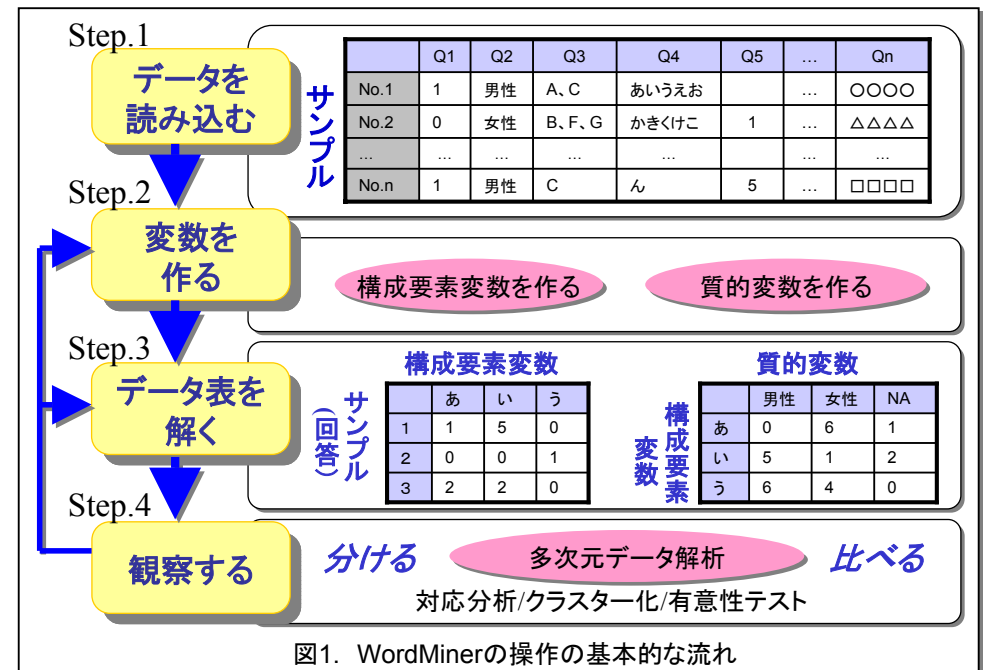 Step.1
データを
読み込む
サンプル
Q1 Q2 Q3 Q4 Q5 … Qn
No.1 1 男性 A、C あいうえお … ○○○○
No.2 0 女性 B、F、G かきくけこ 1 … △△△△
… … … … … … …
No.n 1 男性 C ん 5 … □□□□
Step.2
変数を
作る
構成要素変数を作る 質的変数を作る
Step.3
データ表を
解く
構成要素変数
サンプル
(回答)
あ い う
1 1 5 0
2 0 0 1
3 2 2 0
質的変数
構成要素
変数
男性 女性 NA
あ 0 6 1
い 5 1 2
う 6 4 0
Step.4
観察する
分ける 多次元データ解析 比べる
対応分析/クラスター化/有意性テスト
図1. WordMinerの操作の基本的な流れ